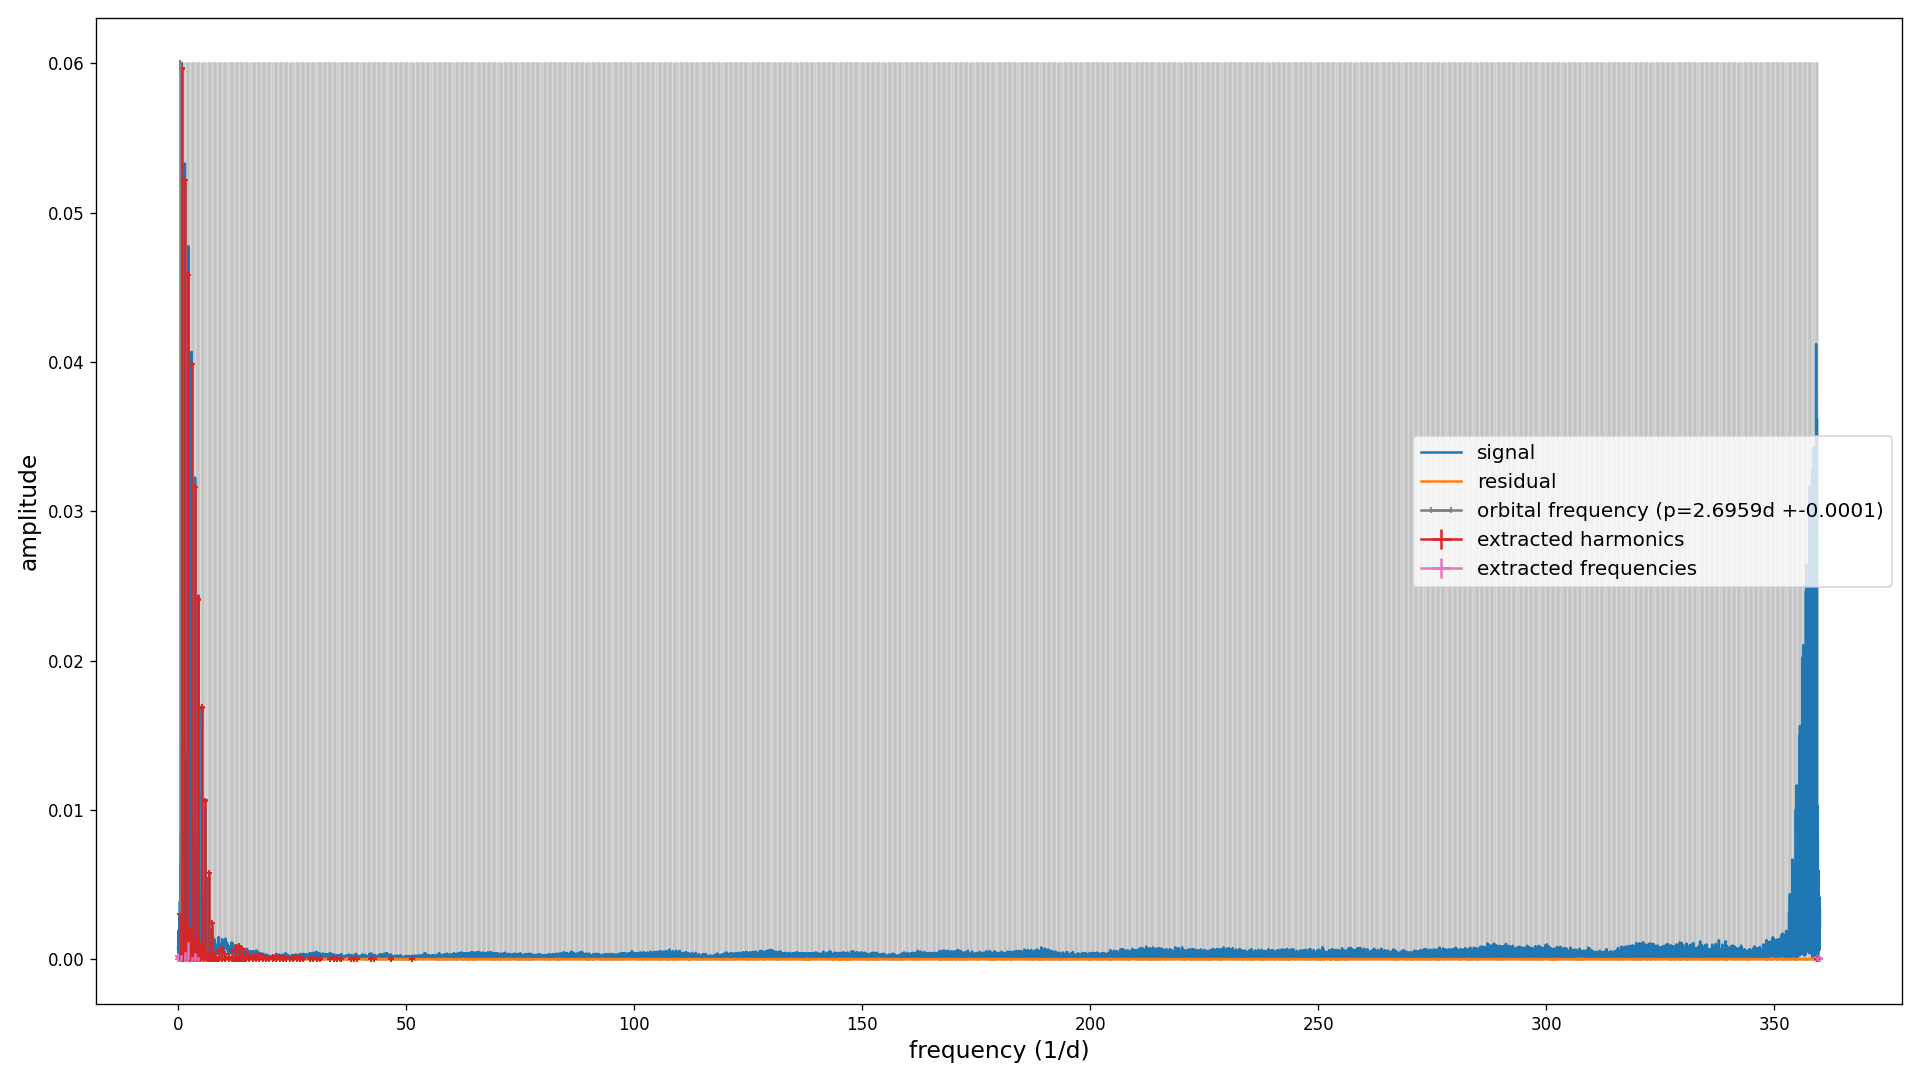 0.06
0.05
0.04
0.03
0.02
0.01
0.00
amplitude
signal
residual
orbital frequency (p=2.6959d +-0.0001)
extracted harmonics
extracted frequencies
0 50 100 150 200 250 300 350
frequency (1/d)